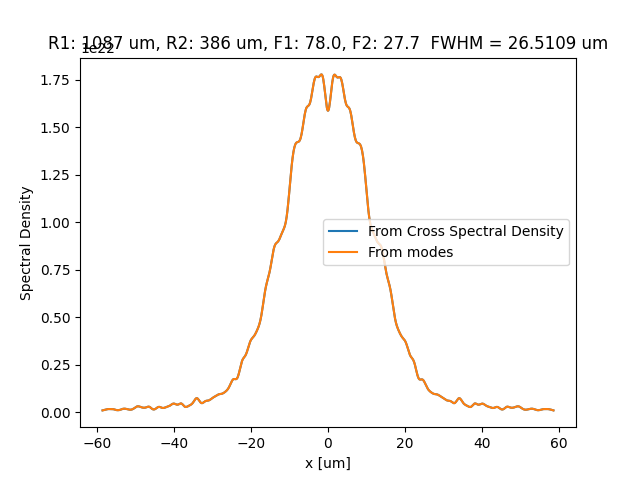 R1: 1087 um, R2: 386 um, F1: 78.0, F2: 27.7  FWHM = 26.5109 um
1e22
1.75
1.50
1.25
1.00
0.75
0.50
0.25
0.00
Spectral Density
From Cross Spectral Density
From modes
−60 −40 −20 0 20 40 60
x [um]